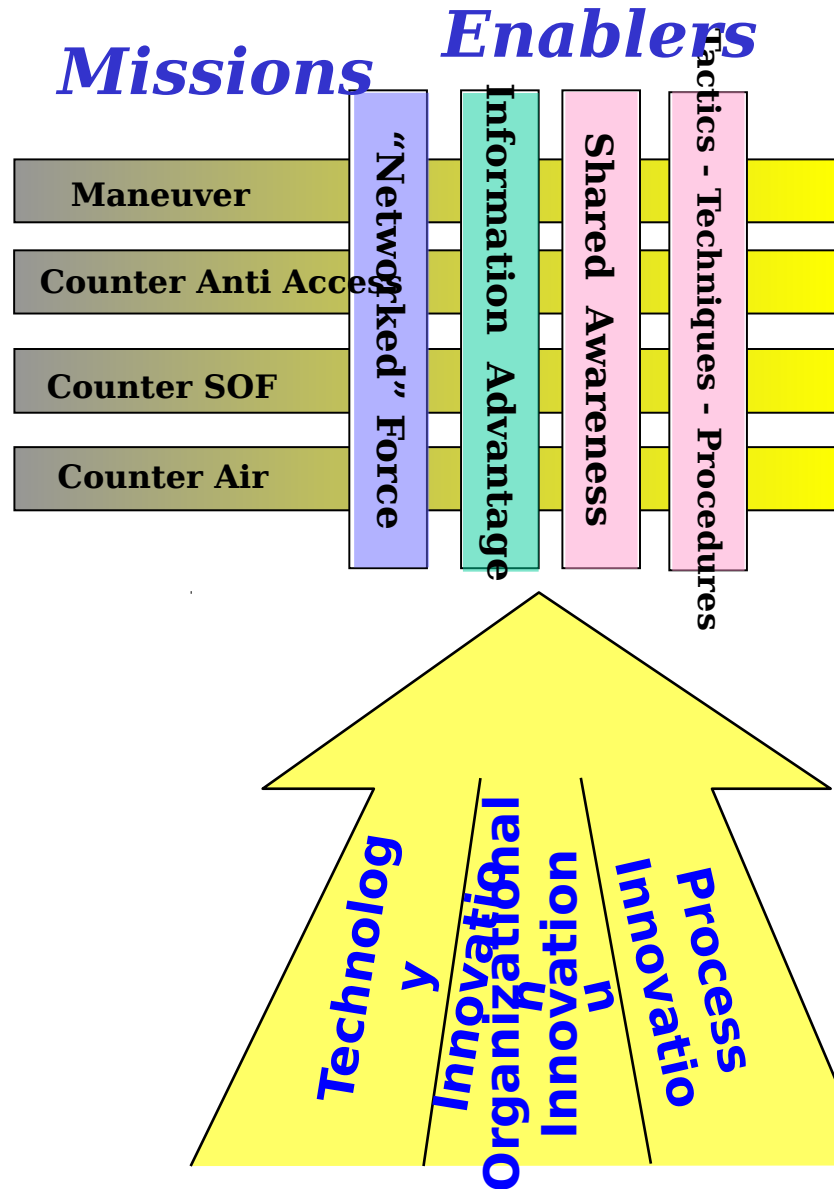 Missions
Enablers
Maneuver
Counter Anti Access
Counter SOF
Counter Air
“Networked” Force
Information Advantage
Shared Awareness
Tactics - Techniques - Procedures
Technolog
y
Innovatio
n
Organizational
Innovation
Process
Innovatio
n